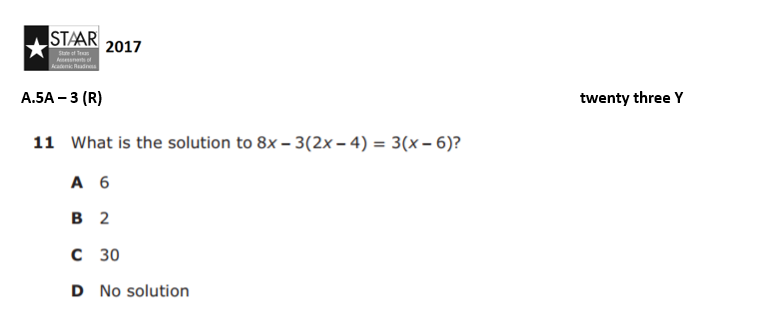 STAAR
State of Texas
Assessments of
Academic Readiness
2017
A.5A – 3 (R) twenty three Y
11 What is the solution to 8x – 3(2x – 4) = 3(x – 6)?
A 6
B 2
C 30
D No solution